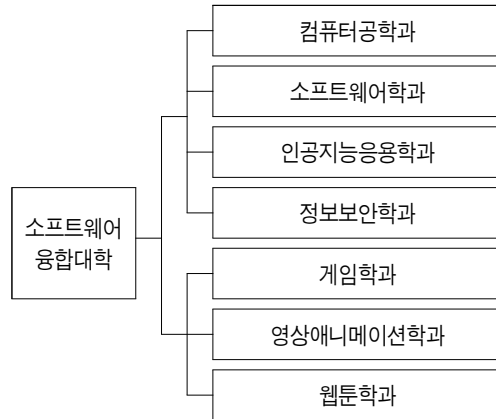 컴퓨터공학과
소프트웨어학과
인공지능응용학과
정보보안학과
소프트웨어
융합대학
게임학과
영상애니메이션학과
웹툰학과